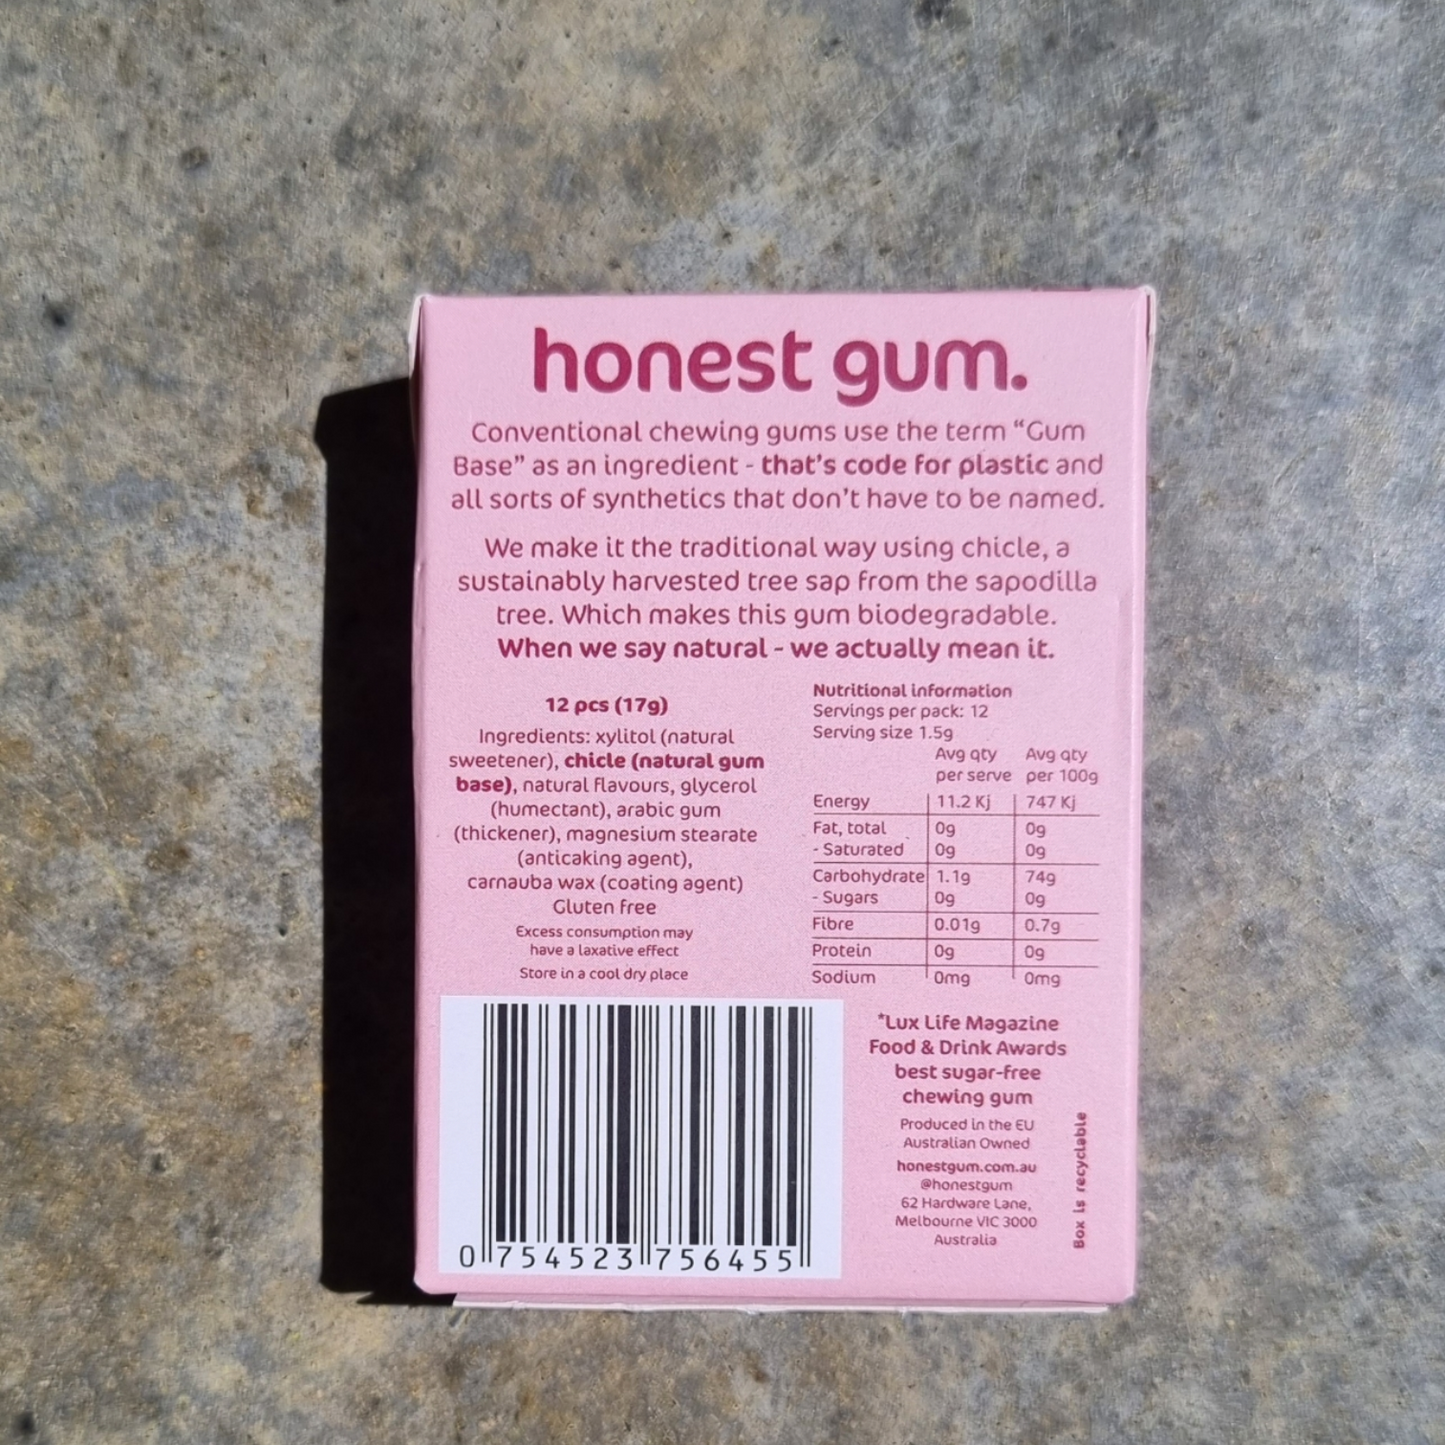 honest gum.
Conventional chewing gums use the term “Gum
Base” as an ingredient - that’s code for plastic and
all sorts of synthetics that don’t have to be named.
We make it the traditional way using chicle, a
sustainably harvested tree sap from the sapodilla
tree. Which makes this gum biodegradable.
When we say natural - we actually mean it.
12 pcs (17g)
Ingredients: xylitol (natural
sweetener), chicle (natural gum
base), natural flavours, glycerol
(humectant), arabic gum
(thickener), magnesium stearate
(anticaking agent),
carnauba wax (coating agent)
Gluten free
Excess consumption may
have a laxative effect
Store in a cool dry place
Nutritional information
Servings per pack: 12
Serving size 1.5g
Avg qty Avg qty
per serve per 100g
Energy 11.2 Kj 747 Kj
Fat, total 0g 0g
- Saturated 0g 0g
Carbohydrate 1.1g 74g
- Sugars 0g 0g
Fibre 0.01g 0.7g
Protein 0g 0g
Sodium 0mg 0mg
0 754523 756455
*Lux Life Magazine
Food & Drink Awards
best sugar-free
chewing gum
Produced in the EU
Australian Owned
honestgum.com.au
@honestgum
62 Hardware Lane,
Melbourne VIC 3000
Australia
Box is recyclable